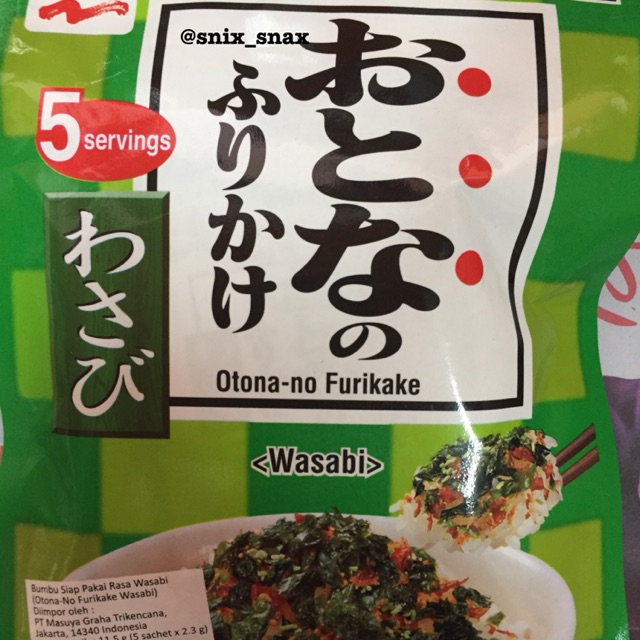 @snix_snax
おとなの
ふりかけ
5 servings
わさび
Otona-no Furikake
<Wasabi>
Bumbu Siap Pakai Rasa Wasabi
(Otona-No Furikake Wasabi)
Diimpor oleh :
PT Masuya Graha Trikencana,
Jakarta, 14340 Indonesia
11,5 g (5 sachet x 2.3 g)